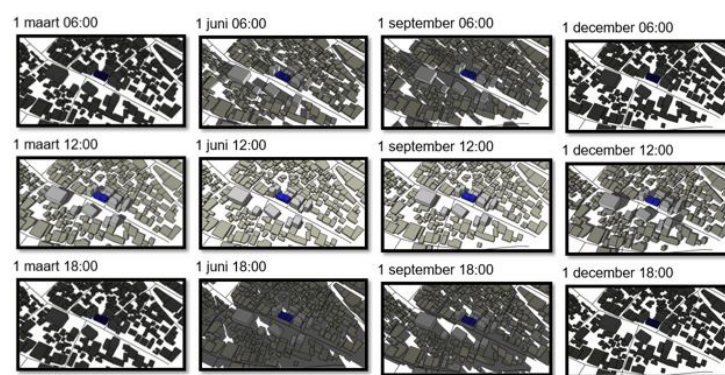 1 maart 06:00
1 juni 06:00
1 september 06:00
1 december 06:00
1 maart 12:00
1 juni 12:00
1 september 12:00
1 december 12:00
1 maart 18:00
1 juni 18:00
1 september 18:00
1 december 18:00